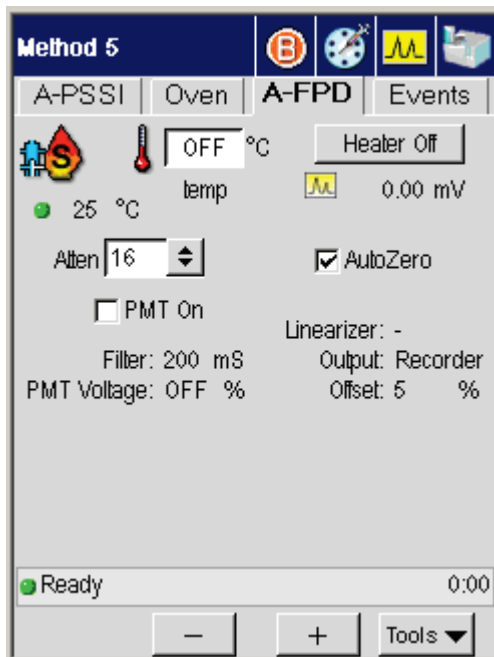 Method 5 B
A-PSSI Oven A-FPD Events
S OFF °C Heater Off
temp 0.00 mV
25 °C
Atten 16 AutoZero
PMT On
Linearizer: -
Filter: 200 mS Output: Recorder
PMT Voltage: OFF % Offset: 5 %
Ready 0:00
− + Tools